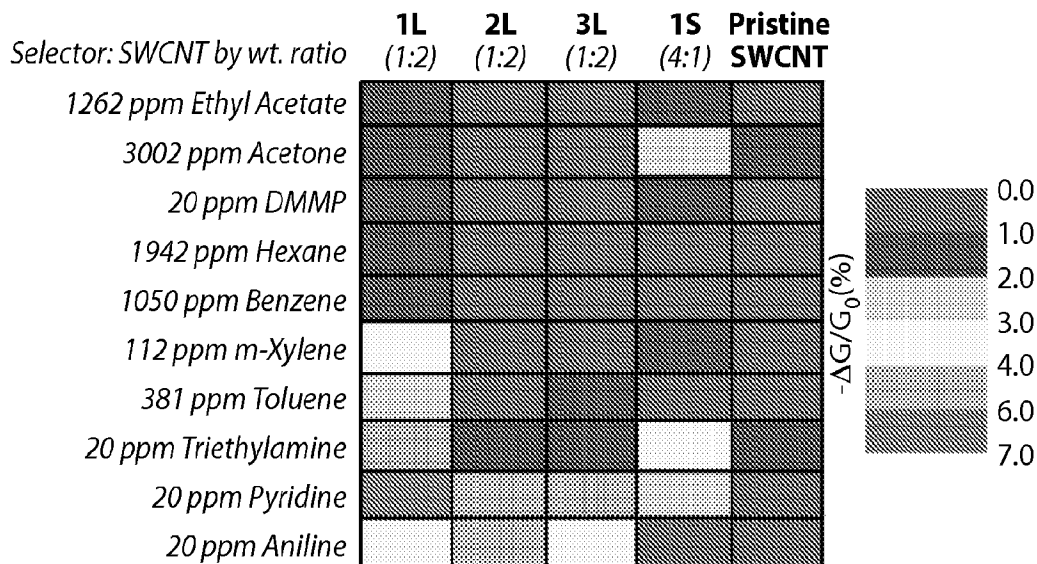 1L 2L 3L 1S Pristine
Selector: SWCNT by wt. ratio (1:2) (1:2) (1:2) (4:1) SWCNT
1262 ppm Ethyl Acetate
3002 ppm Acetone
20 ppm DMMP
1942 ppm Hexane
1050 ppm Benzene
112 ppm m-Xylene
381 ppm Toluene
20 ppm Triethylamine
20 ppm Pyridine
20 ppm Aniline
-ΔG/G0(%)
0.0
1.0
2.0
3.0
4.0
6.0
7.0